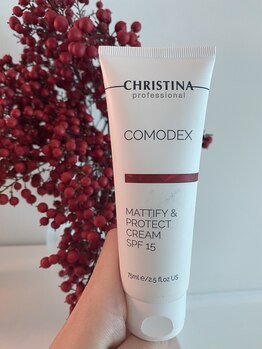 CHRISTINA
professional
COMODEX
MATTIFY &
PROTECT
CREAM
SPF 15
75ml e/2.5 fl.oz US